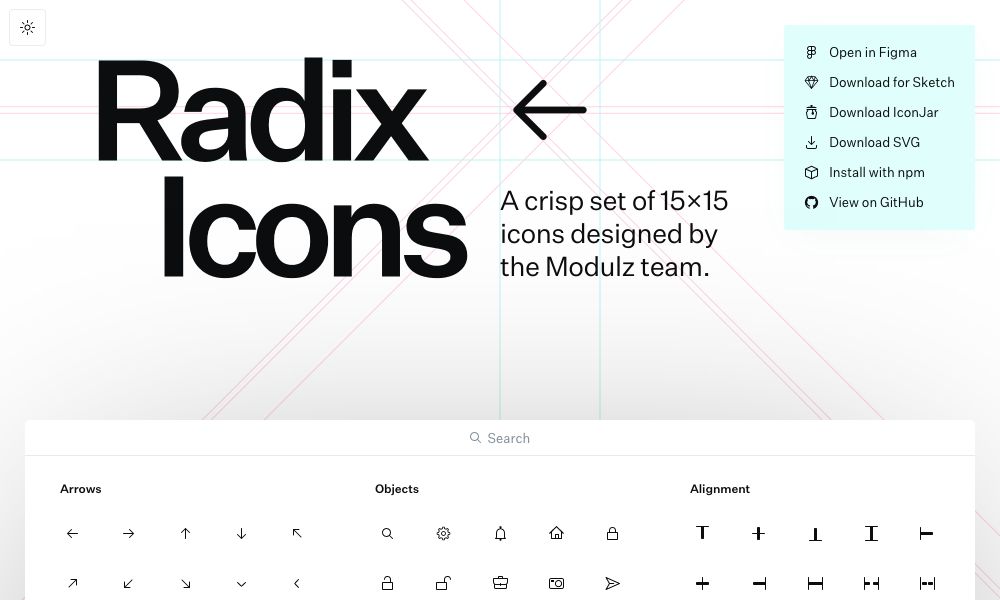 Radix
Icons
A crisp set of 15×15
icons designed by
the Modulz team.
Open in Figma
Download for Sketch
Download IconJar
Download SVG
Install with npm
View on GitHub
Search
Arrows
Objects
Alignment